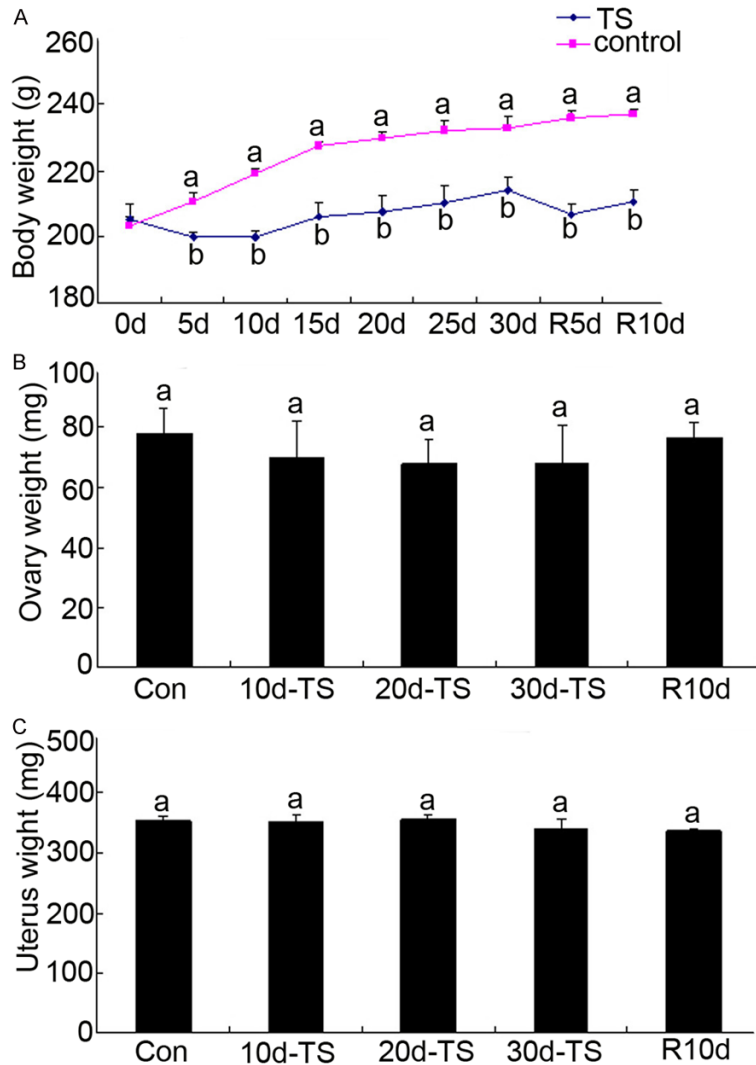 A
TS
control
Body weight (g)
260
240
220
200
180
a a a a a a a a
b b b b b b b b
0d 5d 10d 15d 20d 25d 30d R5d R10d
B
Ovary weight (mg)
100
80
60
40
20
0
a a a a a
Con 10d-TS 20d-TS 30d-TS R10d
C
Uterus wight (mg)
500
400
300
200
100
0
a a a a a
Con 10d-TS 20d-TS 30d-TS R10d